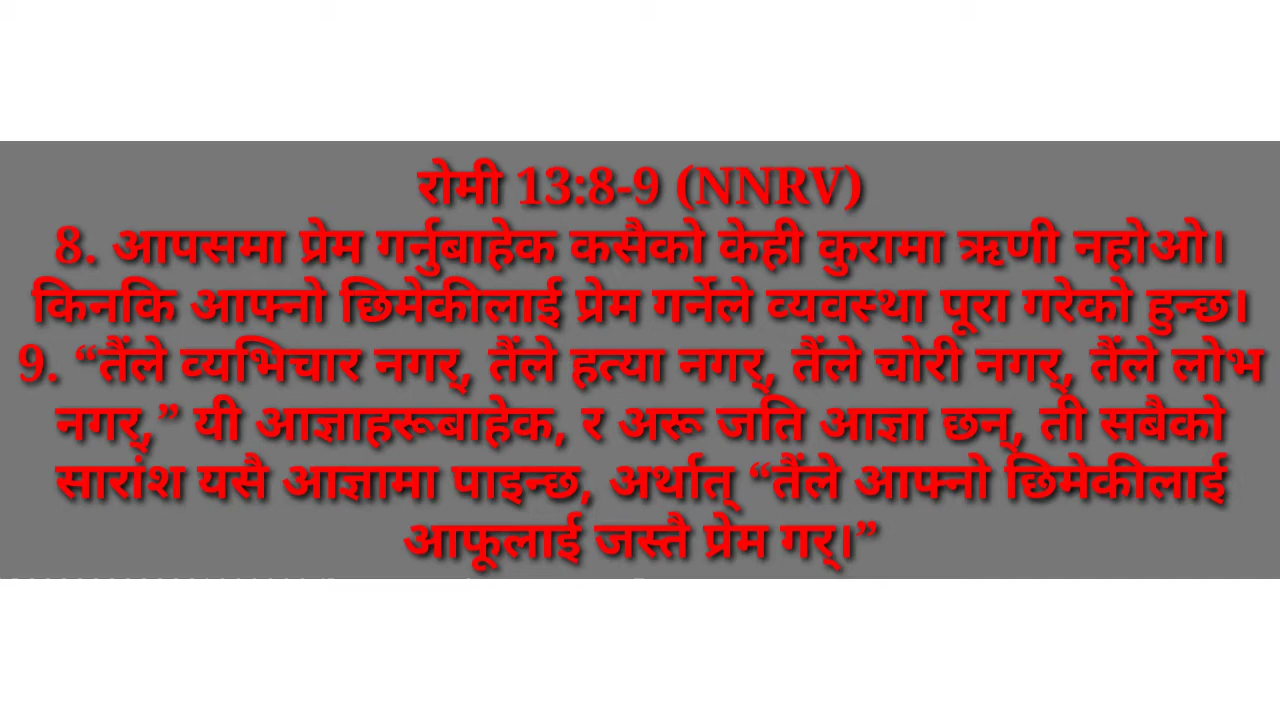 रोमी 13:8-9 (NNRV)
8. आपसमा प्रेम गर्नुबाहेक कसैको केही कुरामा ऋणी नहोओ।
किनकि आफ्नो छिमेकीलाई प्रेम गर्नेले व्यवस्था पूरा गरेको हुन्छ।
9. “तैंले व्यभिचार नगर्, तैंले हत्या नगर्, तैंले चोरी नगर्, तैंले लोभ
नगर्,” यी आज्ञाहरूबाहेक, र अरू जति आज्ञा छन्, ती सबैको
सारांश यसै आज्ञामा पाइन्छ, अर्थात् “तैंले आफ्नो छिमेकीलाई
आफूलाई जस्तै प्रेम गर्।”